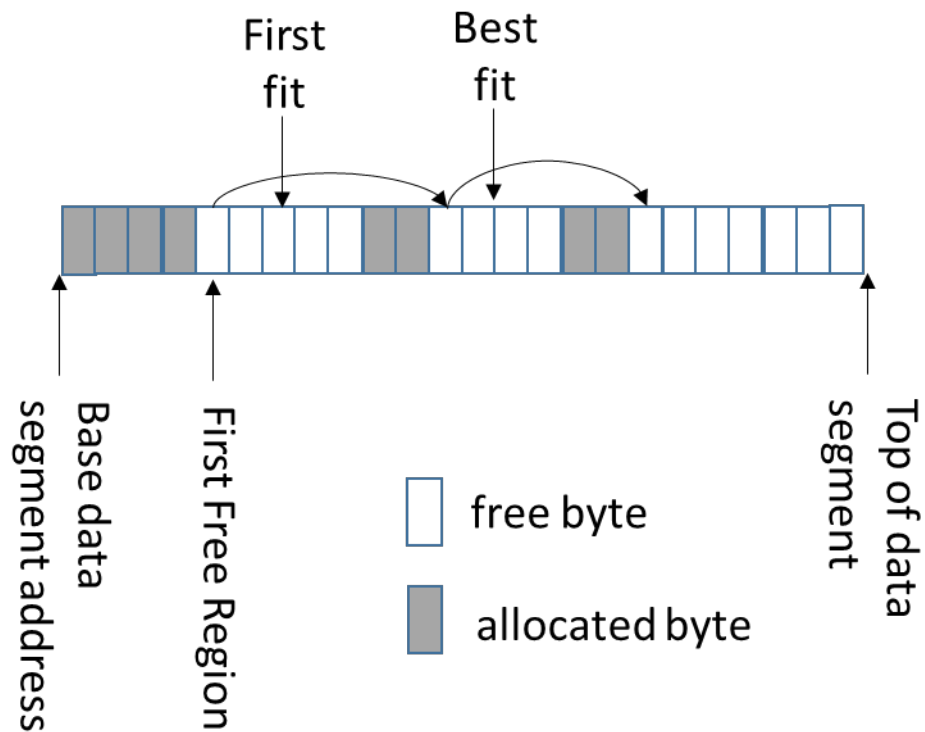 First
fit
Best
fit
Base data
segment address
First Free Region
Top of data
segment
free byte
allocated byte